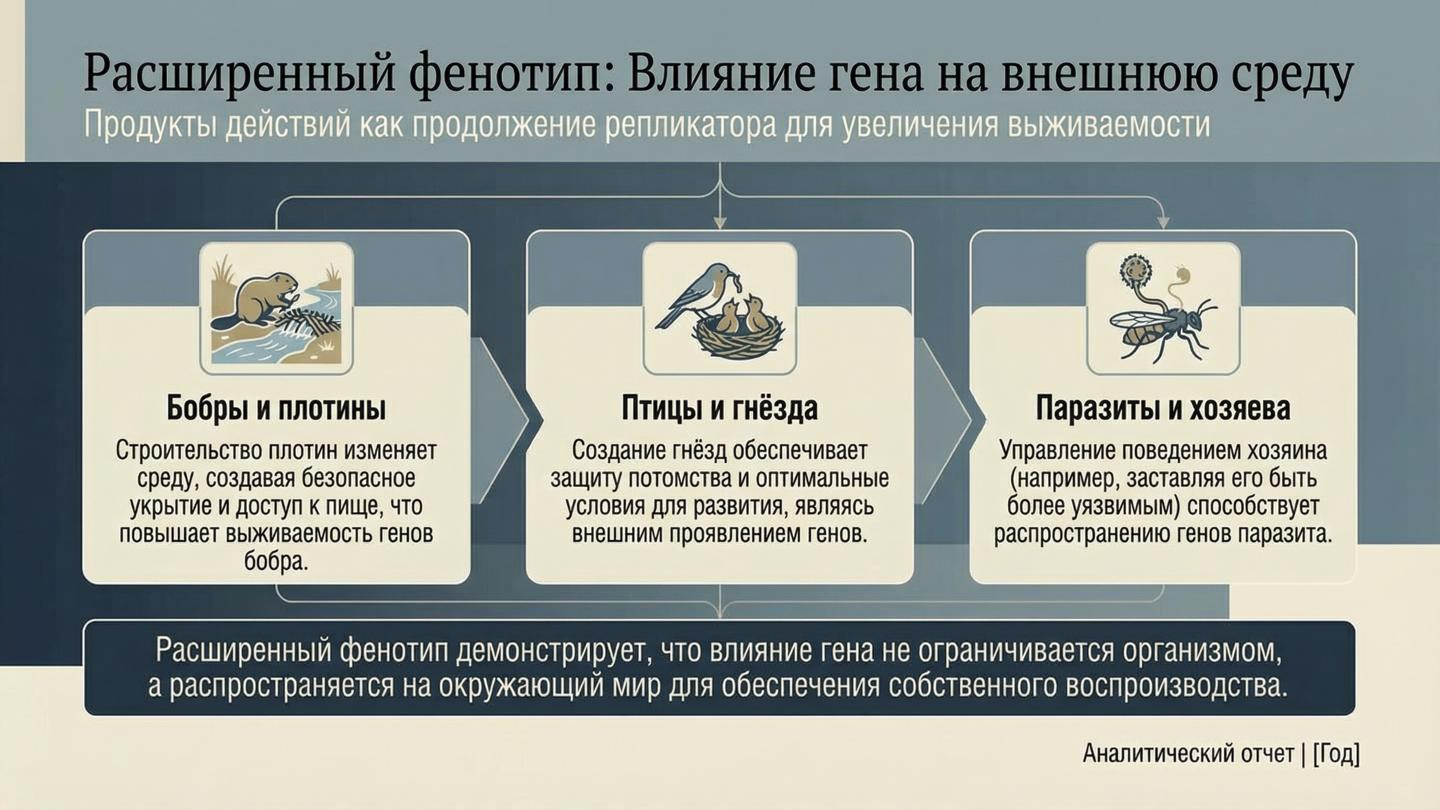 Расширенный фенотип: Влияние гена на внешнюю среду
Продукты действий как продолжение репликатора для увеличения выживаемости
Бобры и плотины
Строительство плотин изменяет
среду, создавая безопасное
укрытие и доступ к пище, что
повышает выживаемость генов
бобра.
Птицы и гнёзда
Создание гнёзд обеспечивает
защиту потомства и оптимальные
условия для развития, являясь
внешним проявлением генов.
Паразиты и хозяева
Управление поведением хозяина
(например, заставляя его быть
более уязвимым) способствует
распространению генов паразита.
Расширенный фенотип демонстрирует, что влияние гена не ограничивается организмом,
а распространяется на окружающий мир для обеспечения собственного воспроизводства.
Аналитический отчет | [Год]